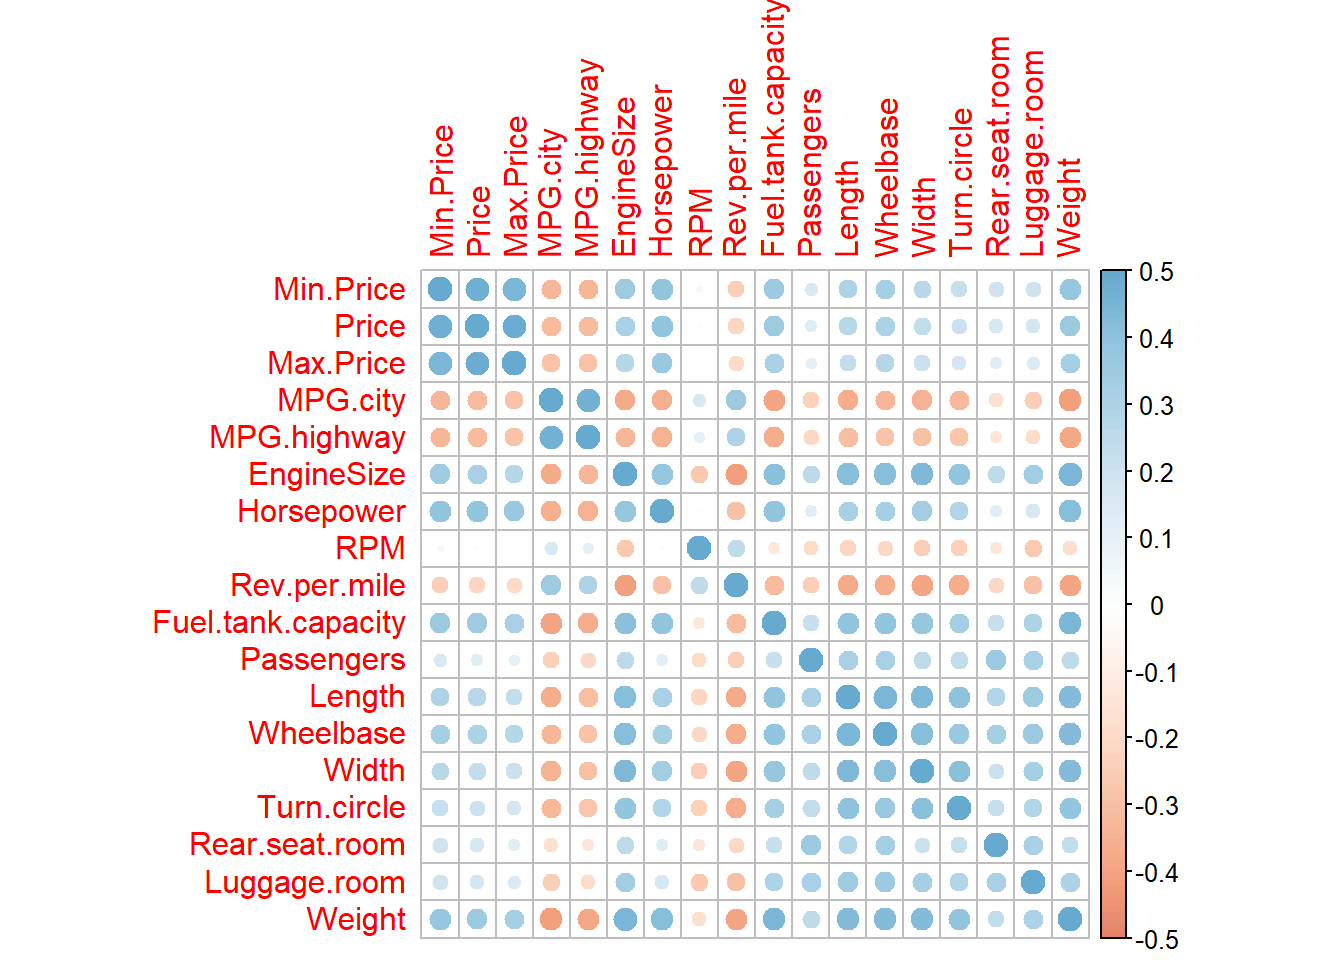 Min.Price
Price
Max.Price
MPG.city
MPG.highway
EngineSize
Horsepower
RPM
Rev.per.mile
Fuel.tank.capacity
Passengers
Length
Wheelbase
Width
Turn.circle
Rear.seat.room
Luggage.room
Weight
Min.Price
Price
Max.Price
MPG.city
MPG.highway
EngineSize
Horsepower
RPM
Rev.per.mile
Fuel.tank.capacity
Passengers
Length
Wheelbase
Width
Turn.circle
Rear.seat.room
Luggage.room
Weight
0.5
0.4
0.3
0.2
0.1
0
-0.1
-0.2
-0.3
-0.4
-0.5